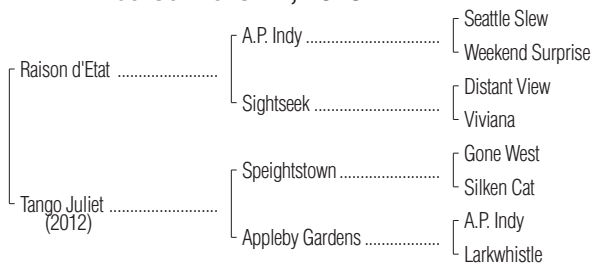 Seattle Slew
A.P. Indy
Weekend Surprise
Raison d'Etat
Distant View
Sightseek
Viviana
Gone West
Speightstown
Silken Cat
Tango Juliet
(2012)
A.P. Indy
Appleby Gardens
Larkwhistle